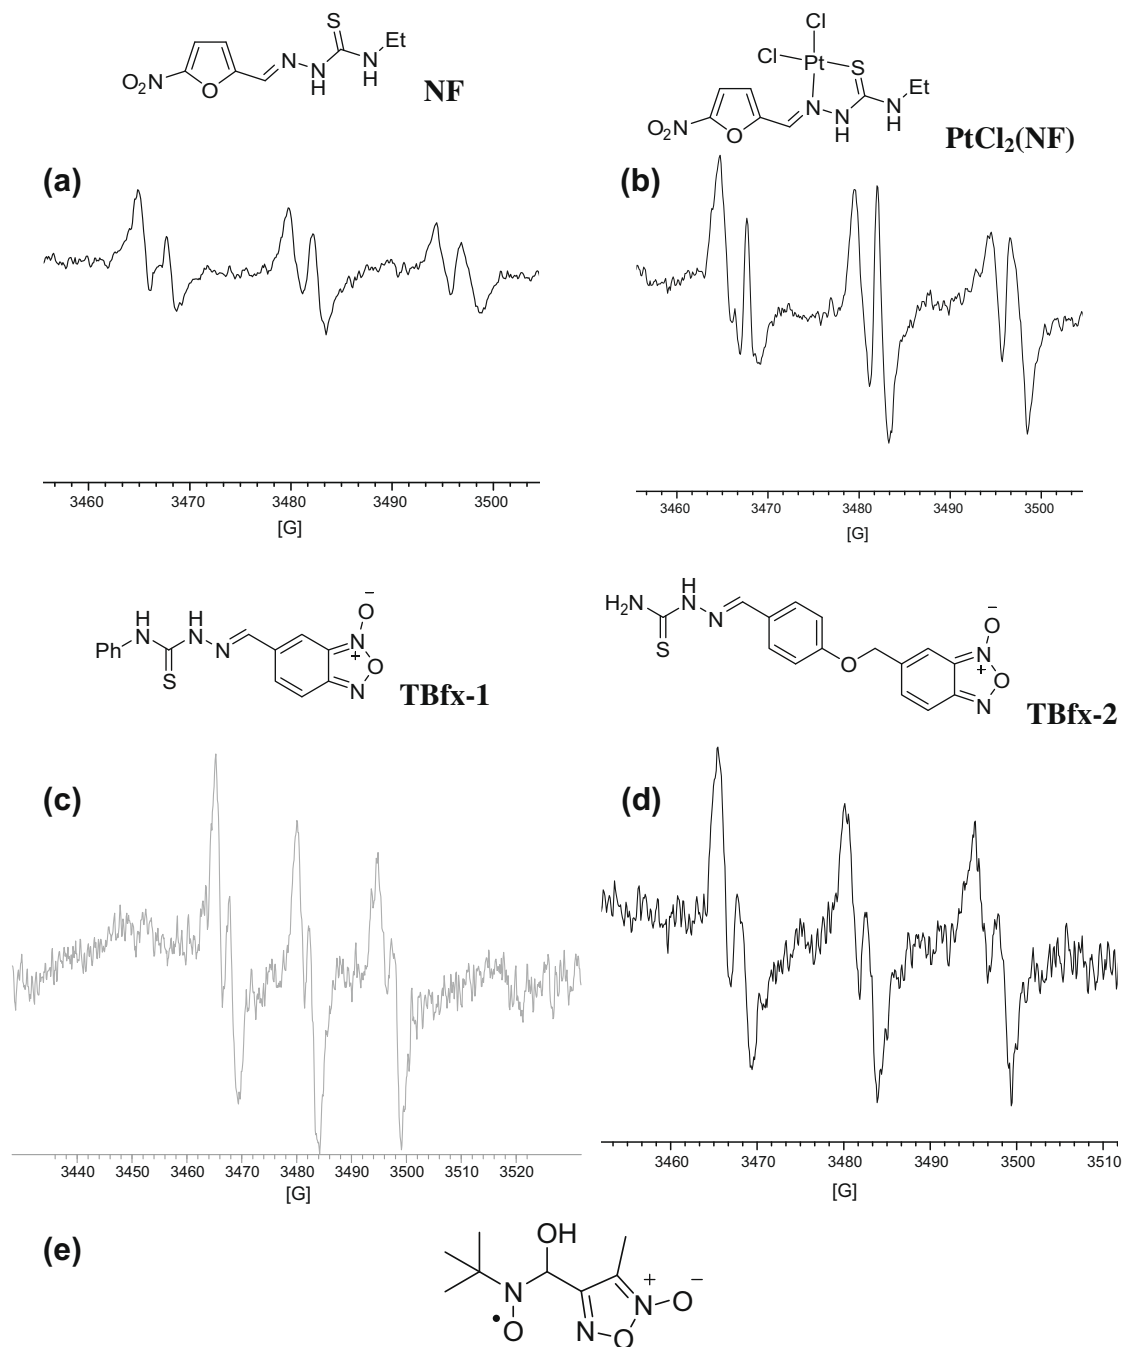 S
Et
N
N
N
H
N
H
O₂N
O
NF
Cl
Cl
Pt
S
Et
N
N
H
N
H
O₂N
O
PtCl₂(NF)
(a)
(b)
3460 3470 3480 3490 3500
[G]
3460 3470 3480 3490 3500
[G]
H
N
H
N
N
Ph
S
O
−
N
+
O
N
TBfx-1
H₂N
H
N
N
S
O
O
−
N
+
O
N
TBfx-2
(c)
(d)
3440 3450 3460 3470 3480 3490 3500 3510 3520
[G]
3460 3470 3480 3490 3500 3510
[G]
(e)
OH
N
•
O
+
N
O
−
N
O